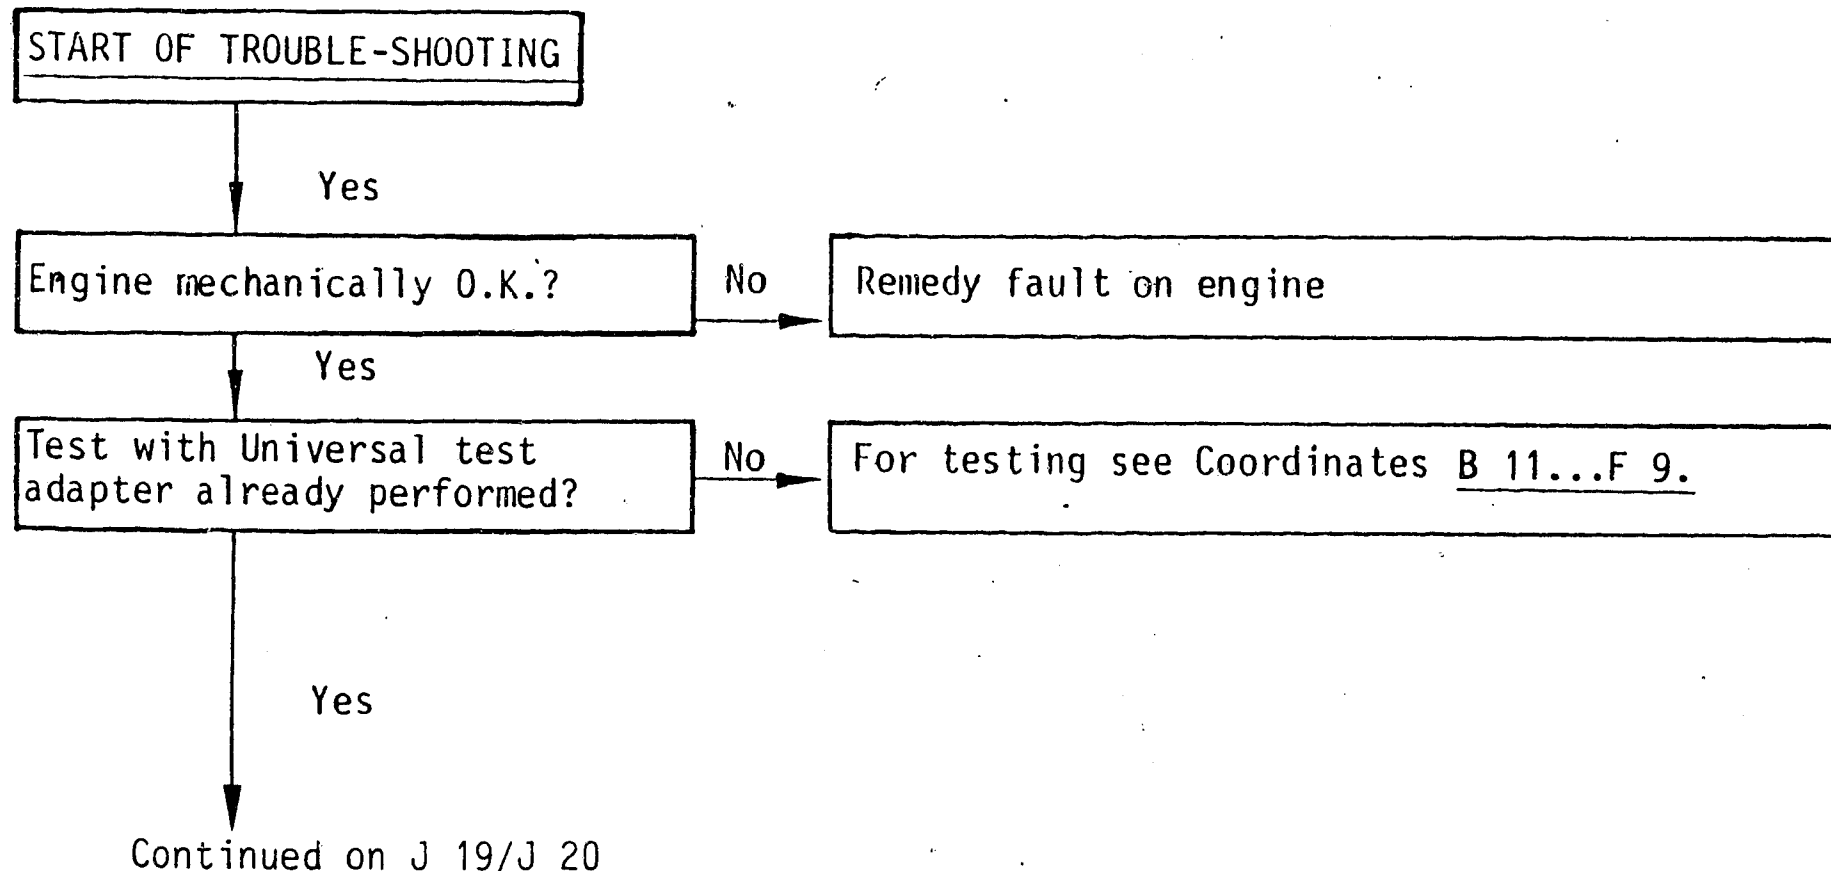 START OF TROUBLE-SHOOTING
Yes
Engine mechanically O.K.?
No
Remedy fault on engine
Yes
Test with Universal test
adapter already performed?
No
For testing see Coordinates B 11...F 9.
Yes
Continued on J 19/J 20